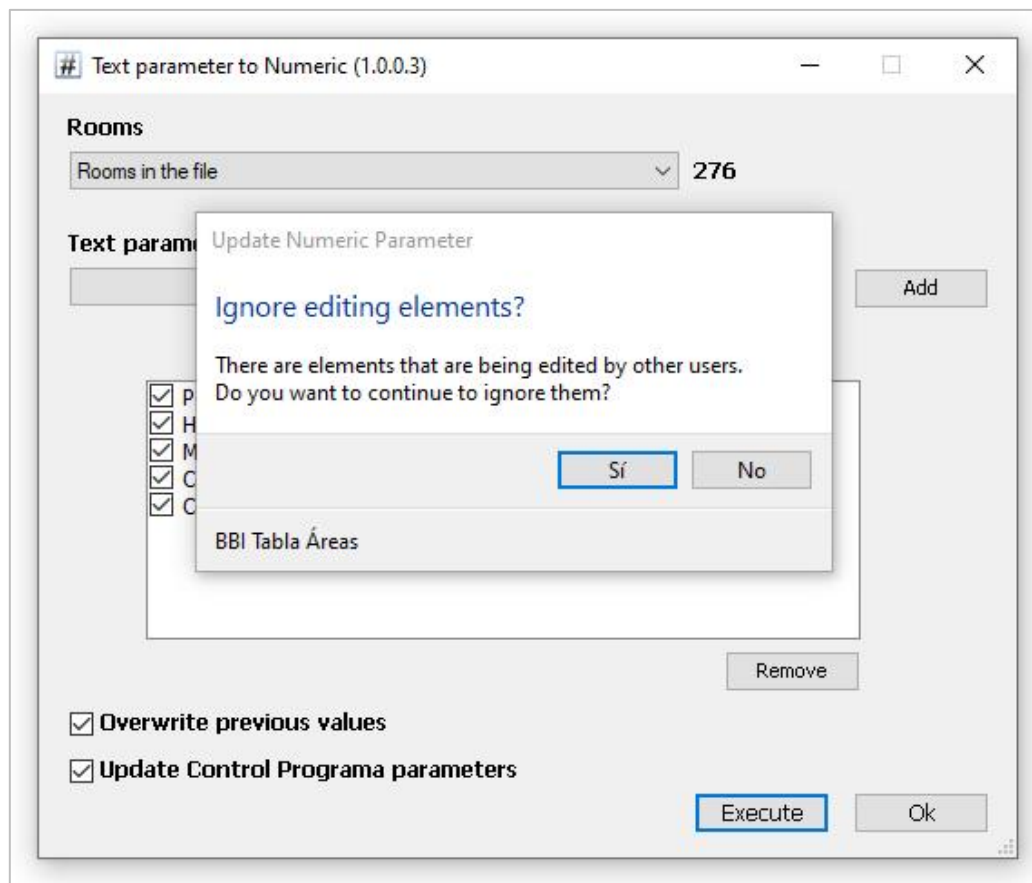 Text parameter to Numeric (1.0.0.3)
Rooms
Rooms in the file
276
Text param
Add
Update Numeric Parameter
Ignore editing elements?
There are elements that are being edited by other users.
Do you want to continue to ignore them?
P
H
M
C
C
Sí
No
BBI Tabla Áreas
Remove
Overwrite previous values
Update Control Programa parameters
Execute
Ok